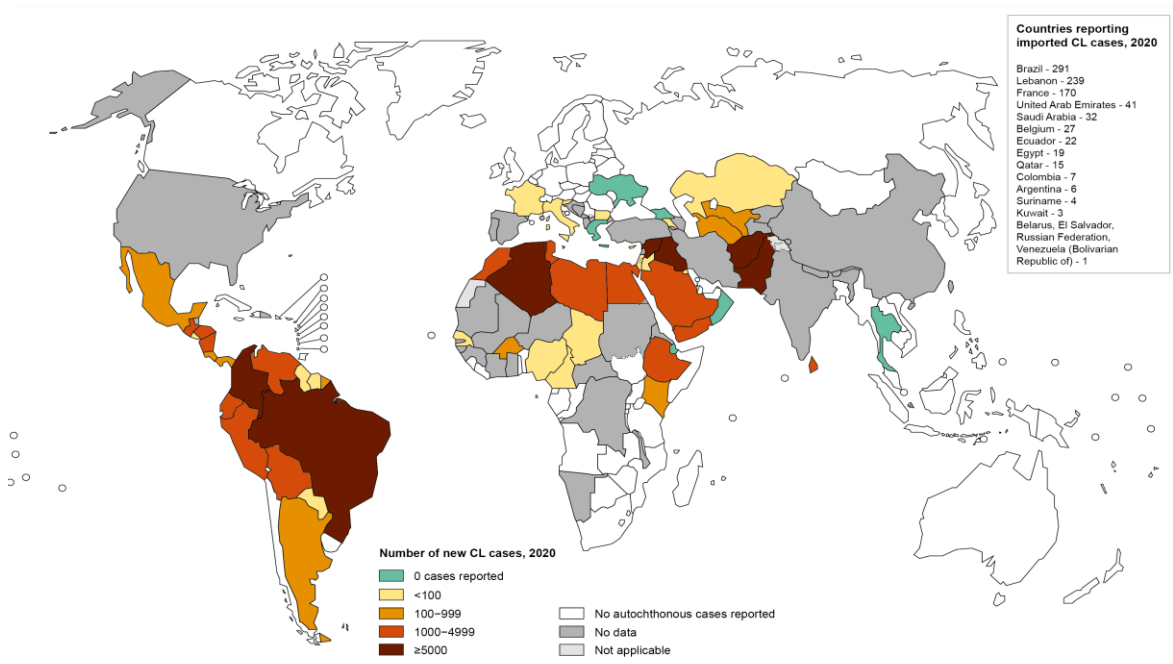 Countries reporting
imported CL cases, 2020
Brazil - 291
Lebanon - 239
France - 170
United Arab Emirates - 41
Saudi Arabia - 32
Belgium - 27
Ecuador - 22
Egypt - 19
Qatar - 15
Colombia - 7
Argentina - 6
Suriname - 4
Kuwait - 3
Belarus, El Salvador,
Russian Federation,
Venezuela (Bolivarian
Republic of) - 1
Number of new CL cases, 2020
0 cases reported
<100
100–999
1000–4999
≥5000
No autochthonous cases reported
No data
Not applicable